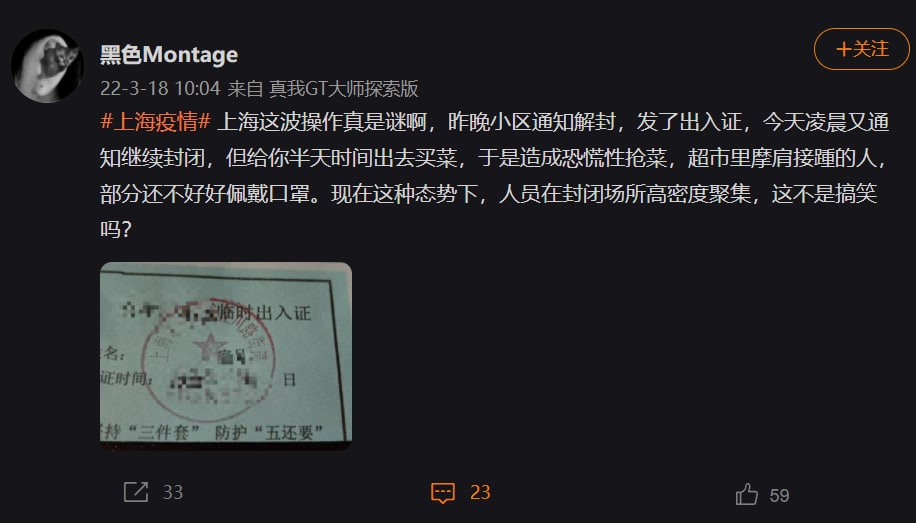 黑色Montage
+关注
22-3-18 10:04 来自 真我GT大师探索版
#上海疫情# 上海这波操作真是谜啊，昨晚小区通知解封，发了出入证，今天凌晨又通
知继续封闭，但给你半天时间出去买菜，于是造成恐慌性抢菜，超市里摩肩接踵的人，
部分还不好好佩戴口罩。现在这种态势下，人员在封闭场所高密度聚集，这不是搞笑
吗？
临时出入证
上海
川路街道
名：
证时间：
日
持“三件套” 防护“五还要”
33
23
59